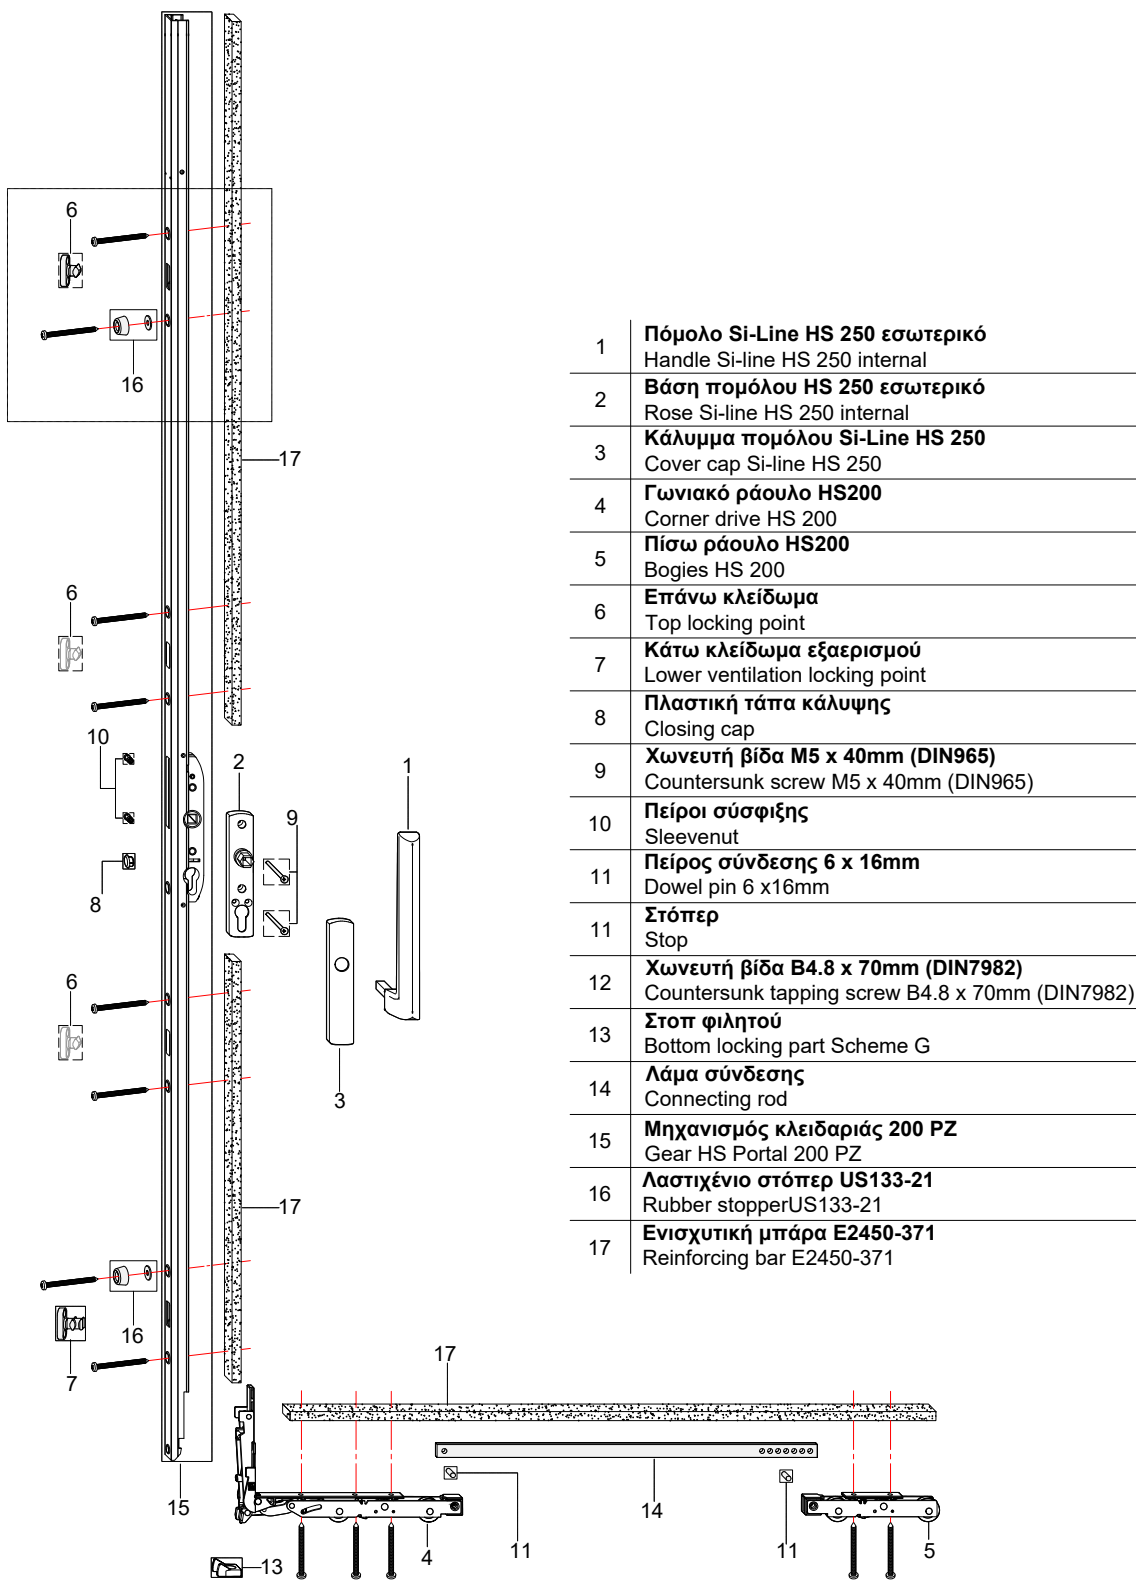 6
16
17
6
10
8
2
9
1
3
6
17
16
7
15
17
14
11
11
13
4
5
1 Πόμολο Si-Line HS 250 εσωτερικό
Handle Si-line HS 250 internal
2 Βάση πομόλου HS 250 εσωτερικό
Rose Si-line HS 250 internal
3 Κάλυμμα πομόλου Si-Line HS 250
Cover cap Si-line HS 250
4 Γωνιακό ράουλο HS200
Corner drive HS 200
5 Πίσω ράουλο HS200
Bogies HS 200
6 Επάνω κλείδωμα
Top locking point
7 Κάτω κλείδωμα εξαερισμού
Lower ventilation locking point
8 Πλαστική τάπα κάλυψης
Closing cap
9 Χωνευτή βίδα M5 x 40mm (DIN965)
Countersunk screw M5 x 40mm (DIN965)
10 Πείροι σύσφιξης
Sleevenut
11 Πείρος σύνδεσης 6 x 16mm
Dowel pin 6 x16mm
11 Στόπερ
Stop
12 Χωνευτή βίδα B4.8 x 70mm (DIN7982)
Countersunk tapping screw B4.8 x 70mm (DIN7982)
13 Στοπ φιλητού
Bottom locking part Scheme G
14 Λάμα σύνδεσης
Connecting rod
15 Μηχανισμός κλειδαριάς 200 PZ
Gear HS Portal 200 PZ
16 Λαστιχένιο στόπερ US133-21
Rubber stopperUS133-21
17 Ενισχυτική μπάρα E2450-371
Reinforcing bar E2450-371